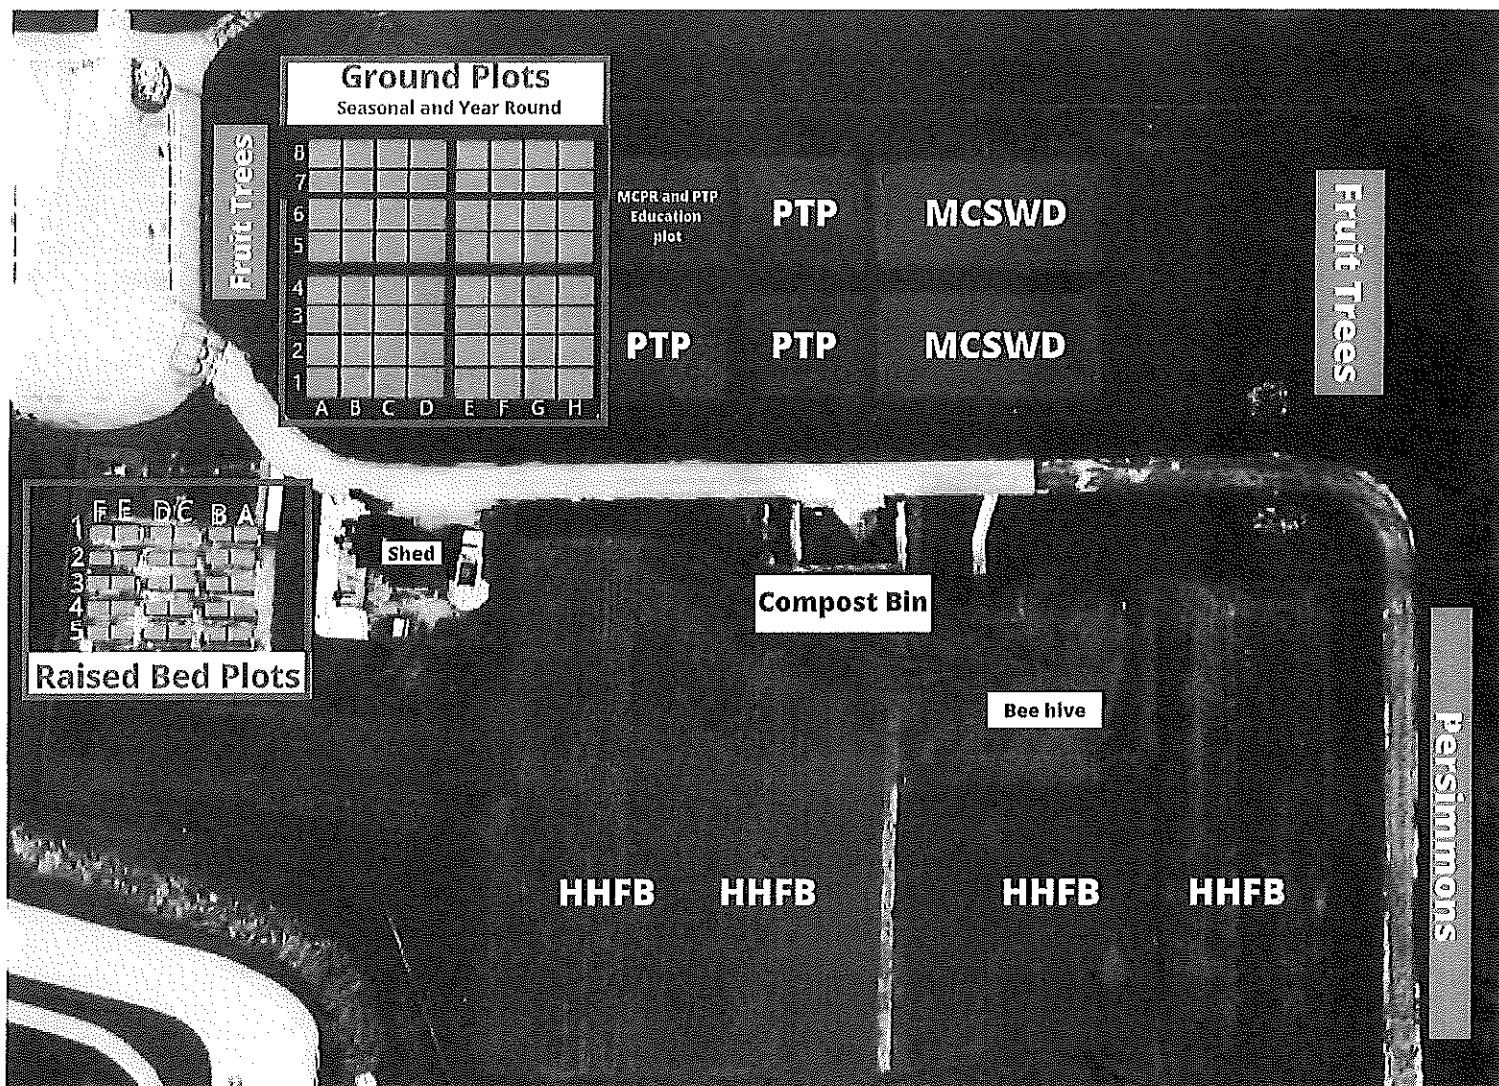 Ground Plots
Seasonal and Year Round
Fruit Trees
8
7
6
5
4
3
2
1
A B C D E F G H
MCPR and PTP
Education
plot
PTP
MCSWD
PTP
PTP
MCSWD
Fruit Trees
F E D C B A
1
2
3
4
5
Raised Bed Plots
Shed
Compost Bin
Bee hive
Persimmons
HHFB
HHFB
HHFB
HHFB